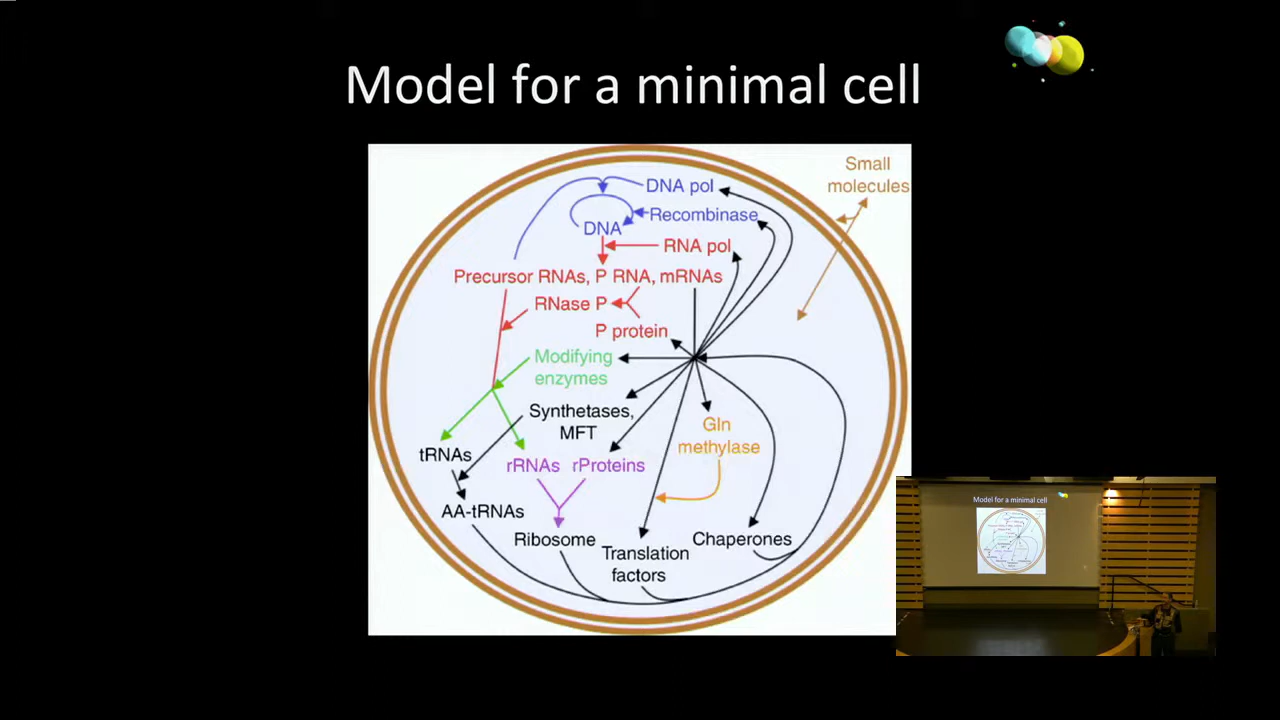 Model for a minimal cell
Small
molecules
DNA pol
Recombinase
DNA
RNA pol
Precursor RNAs, P RNA, mRNAs
RNase P
P protein
Modifying
enzymes
Synthetases,
MFT
Gln
methylase
tRNAs
rRNAs rProteins
AA-tRNAs
Ribosome
Chaperones
Translation
factors
Model for a minimal cell